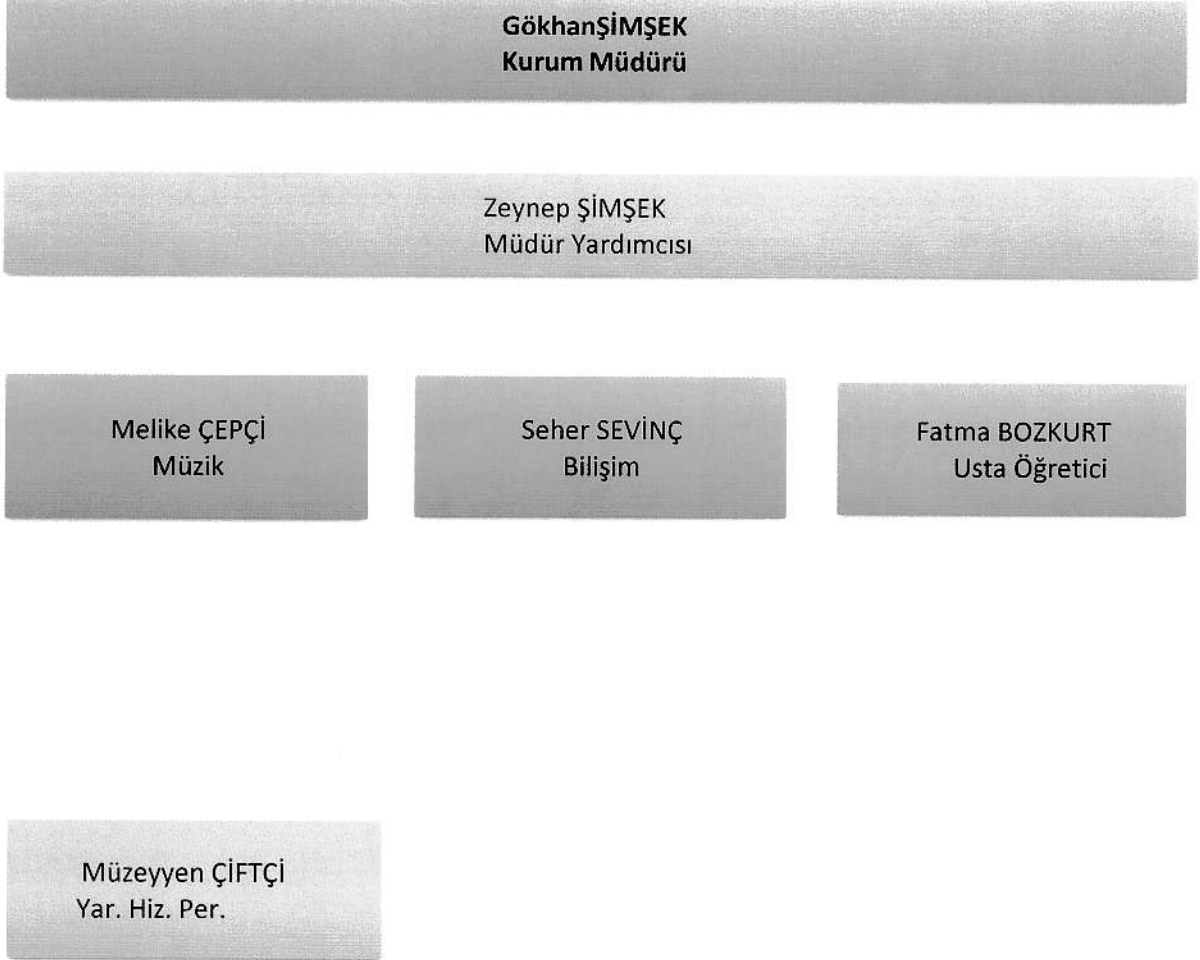 GökhanŞİMŞEK
Kurum Müdürü
Zeynep ŞİMŞEK
Müdür Yardımcısı
Melike ÇEPÇİ
Müzik
Seher SEVİNÇ
Bilişim
Fatma BOZKURT
Usta Öğretici
Müzeyyen ÇİFTÇİ
Yar. Hiz. Per.